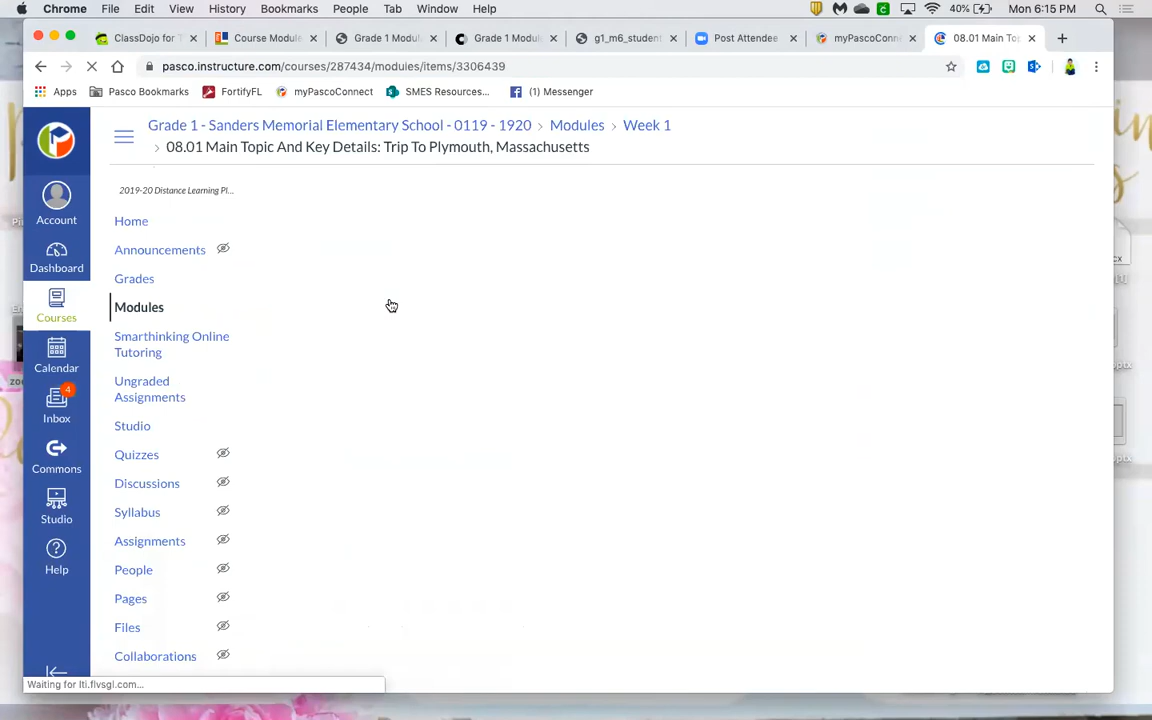 Chrome File Edit View History Bookmarks People Tab Window Help 40% Mon 6:15 PM
ClassDojo for T Course Module Grade 1 Modul Grade 1 Modul g1_m6_student Post Attendee myPascoConn 08.01 Main Top
pasco.instructure.com/courses/287434/modules/items/3306439
Apps Pasco Bookmarks FortifyFL myPascoConnect SMES Resources... (1) Messenger
Grade 1 - Sanders Memorial Elementary School - 0119 - 1920 > Modules > Week 1
> 08.01 Main Topic And Key Details: Trip To Plymouth, Massachusetts
2019-20 Distance Learning Pl...
Home
Announcements
Grades
Modules
Smarthinking Online
Tutoring
Ungraded
Assignments
Studio
Quizzes
Discussions
Syllabus
Assignments
People
Pages
Files
Collaborations
Account
Dashboard
Courses
Calendar
4
Inbox
Commons
Studio
Help
Waiting for lti.flvsgl.com...